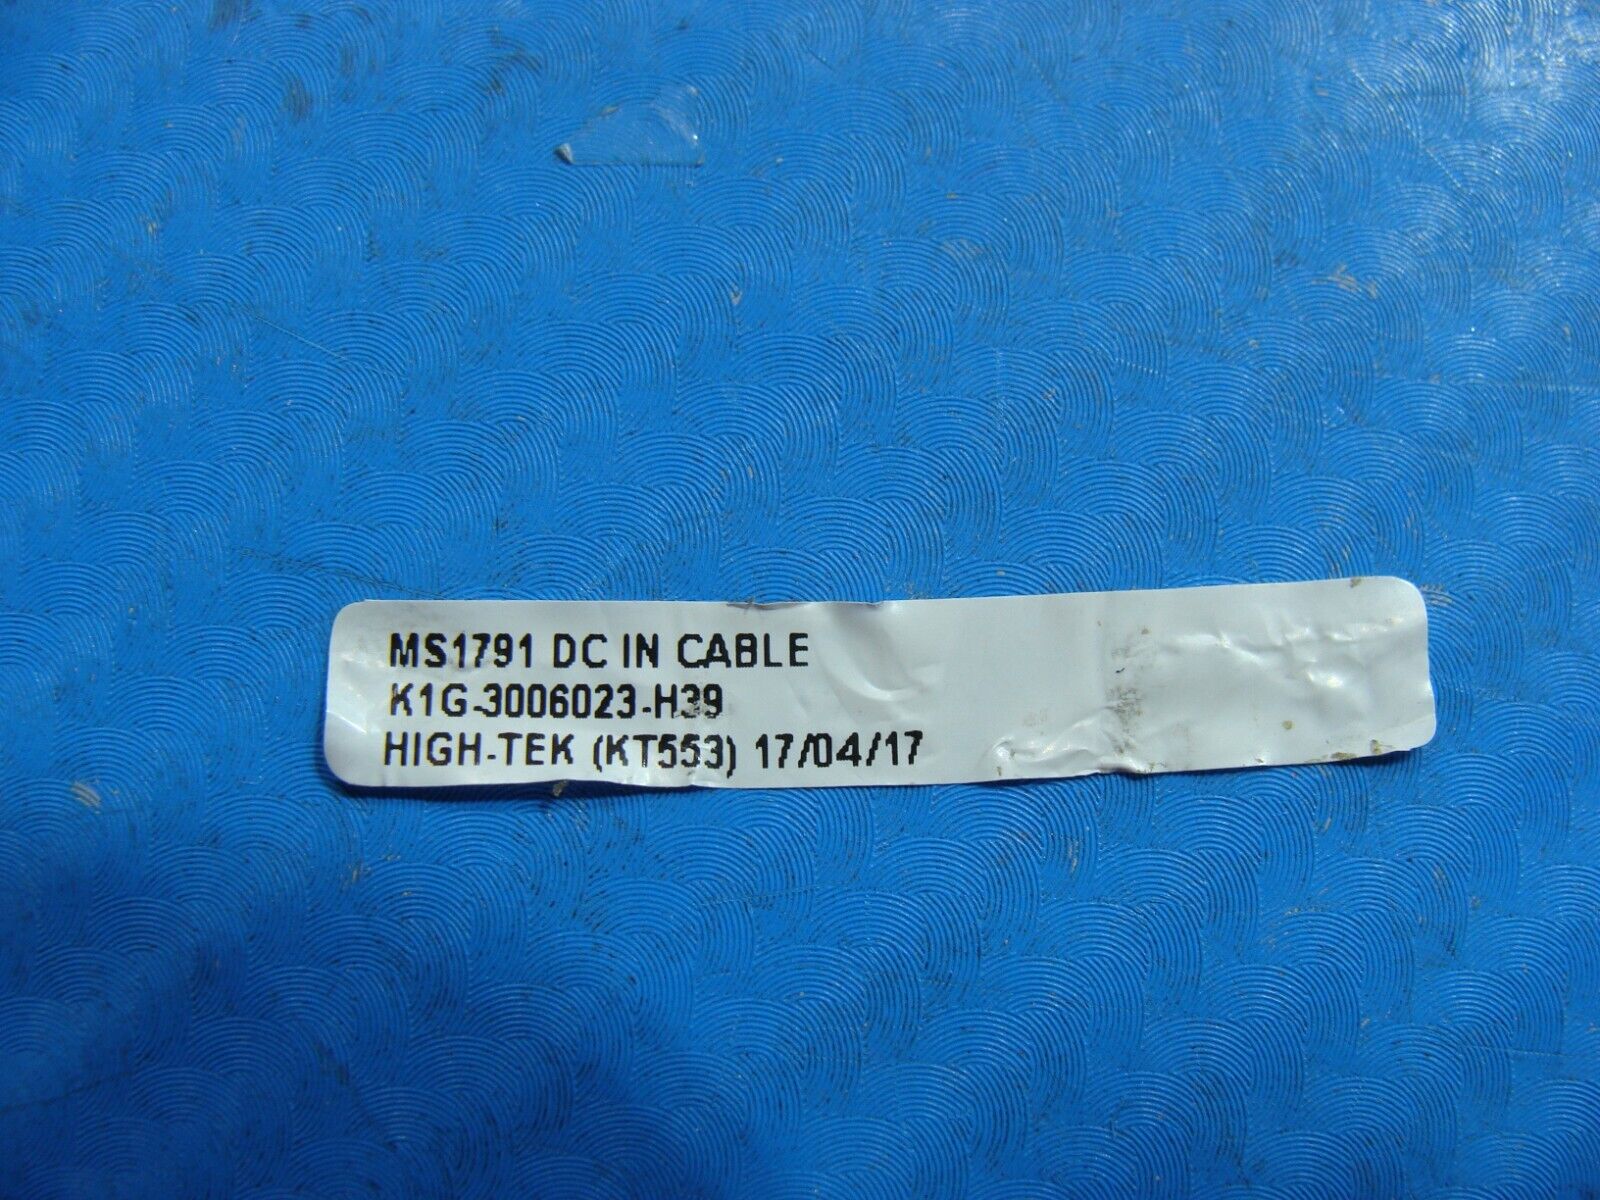 MS1791 DC IN CABLE
K1G-3006023-H39
HIGH-TEK (KT553) 17/04/17